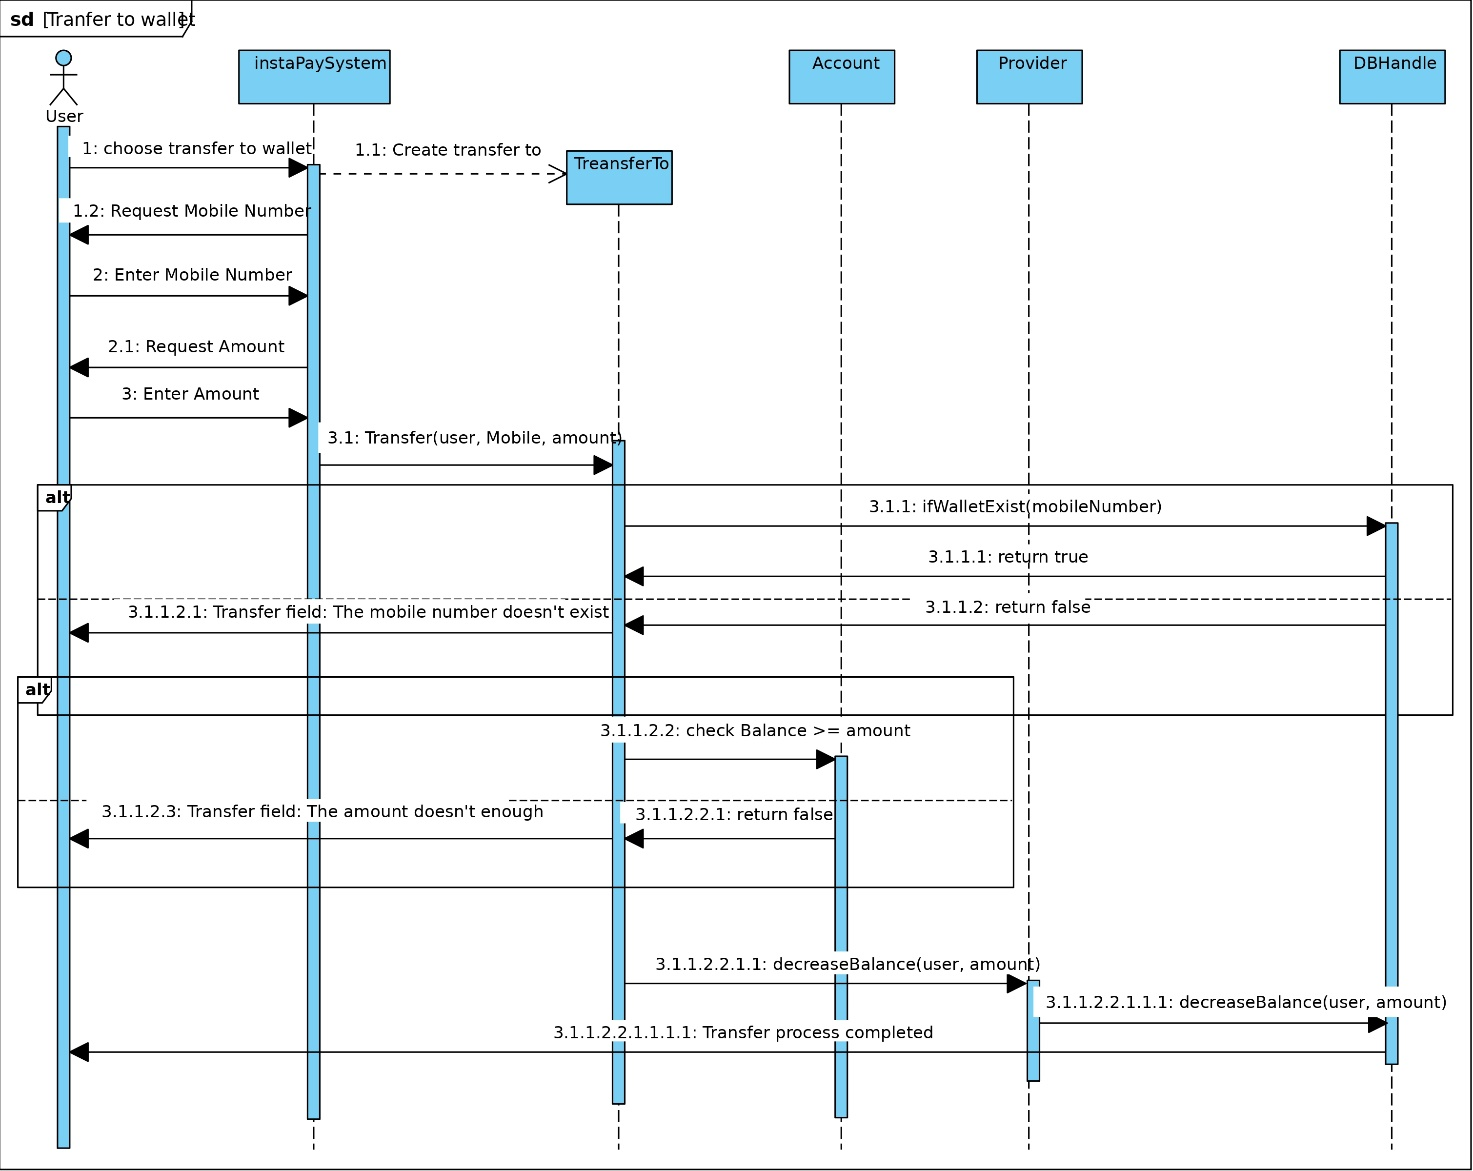 sd [Tranfer to wallet]
User
instaPaySystem
Account
Provider
DBHandle
1: choose transfer to wallet
1.1: Create transfer to
TreansferTo
1.2: Request Mobile Number
2: Enter Mobile Number
2.1: Request Amount
3: Enter Amount
3.1: Transfer(user, Mobile, amount)
alt
3.1.1: ifWalletExist(mobileNumber)
3.1.1.1: return true
3.1.1.2: return false
3.1.1.2.1: Transfer field: The mobile number doesn't exist
alt
3.1.1.2.2: check Balance >= amount
3.1.1.2.3: Transfer field: The amount doesn't enough
3.1.1.2.2.1: return false
3.1.1.2.2.1.1: decreaseBalance(user, amount)
3.1.1.2.2.1.1.1: decreaseBalance(user, amount)
3.1.1.2.2.1.1.1.1: Transfer process completed